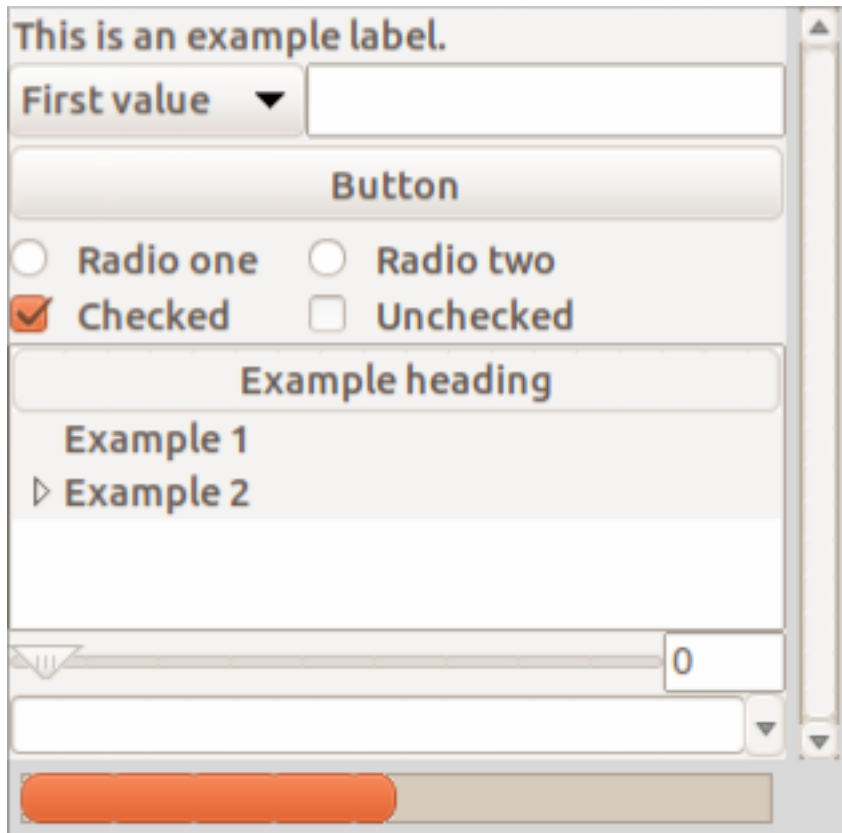 This is an example label.
First value
Button
Radio one Radio two
Checked Unchecked
Example heading
Example 1
Example 2
0